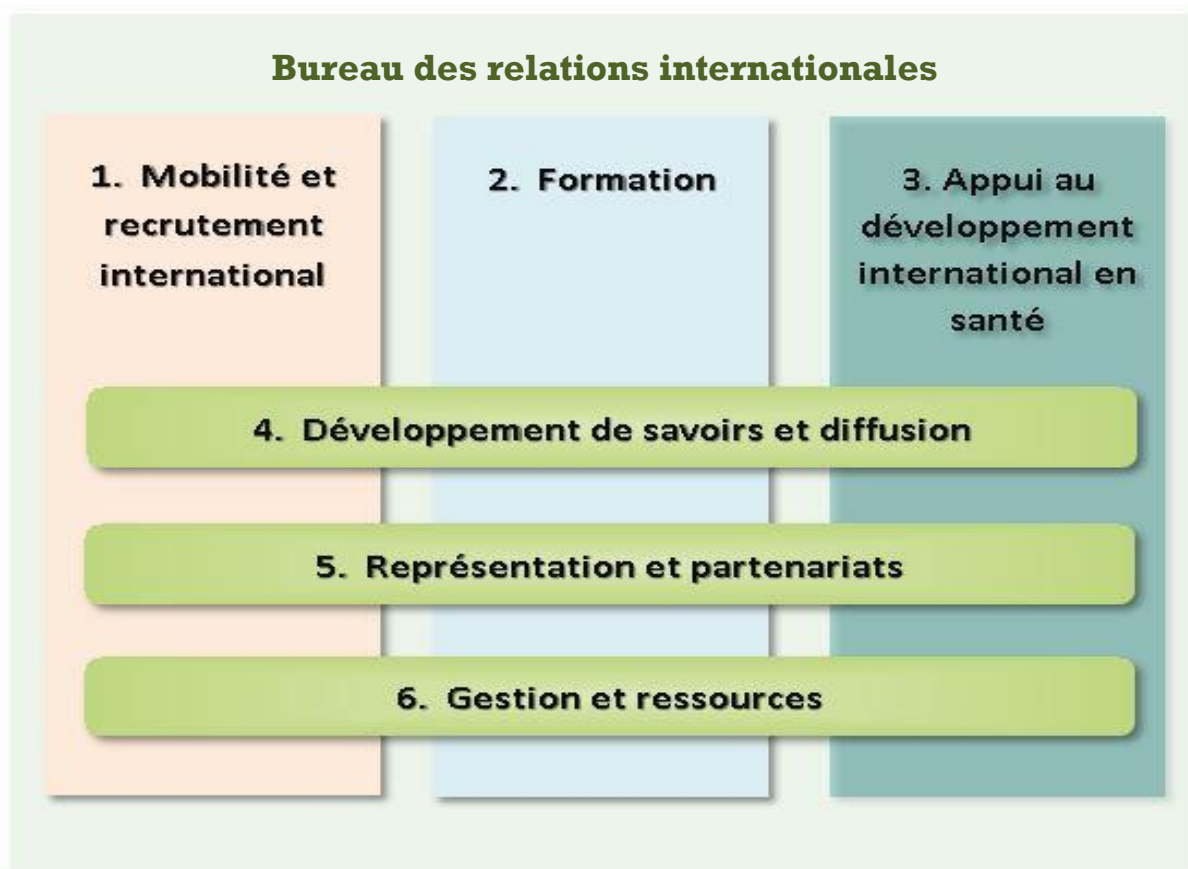 Bureau des relations internationales
1. Mobilité et
recrutement
international
2. Formation
3. Appui au
développement
international en
santé
4. Développement de savoirs et diffusion
5. Représentation et partenariats
6. Gestion et ressources